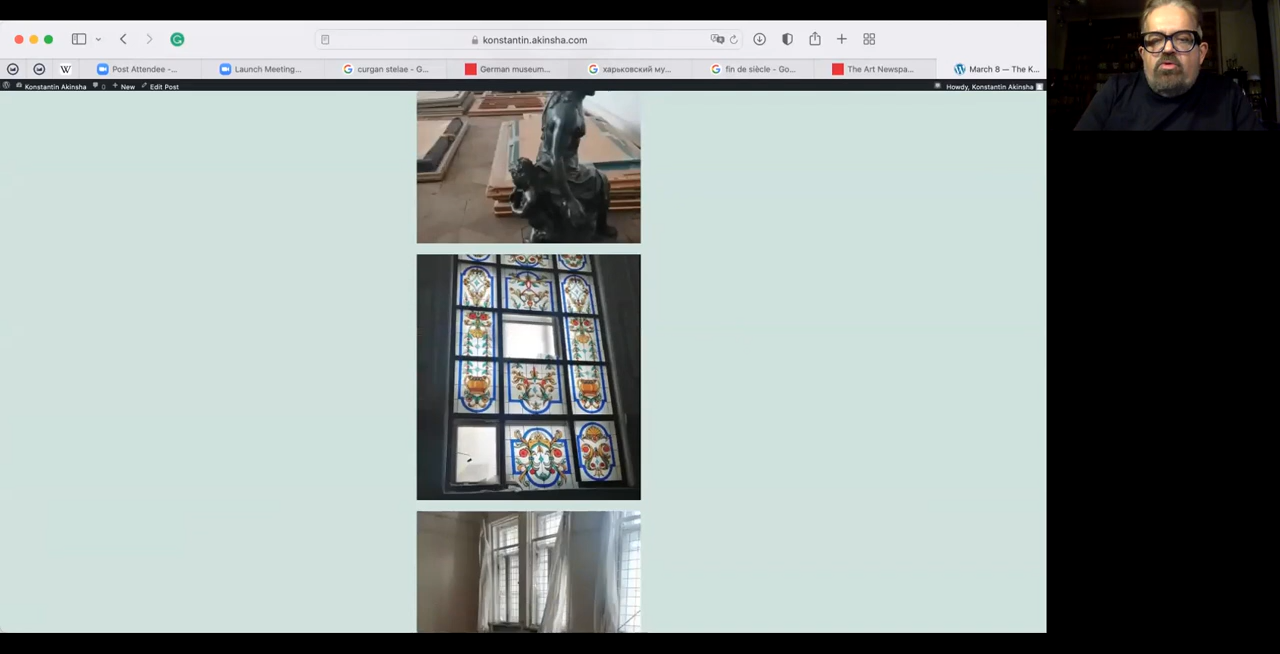 konstantin.akinsha.com
W
Post Attendee -...
Launch Meeting...
curgan stelae - G...
German museum...
харьковский му...
fin de siècle - Go...
The Art Newspa...
March 8 — The K...
Konstantin Akinsha
0
New
Edit Post
Howdy, Konstantin Akinsha